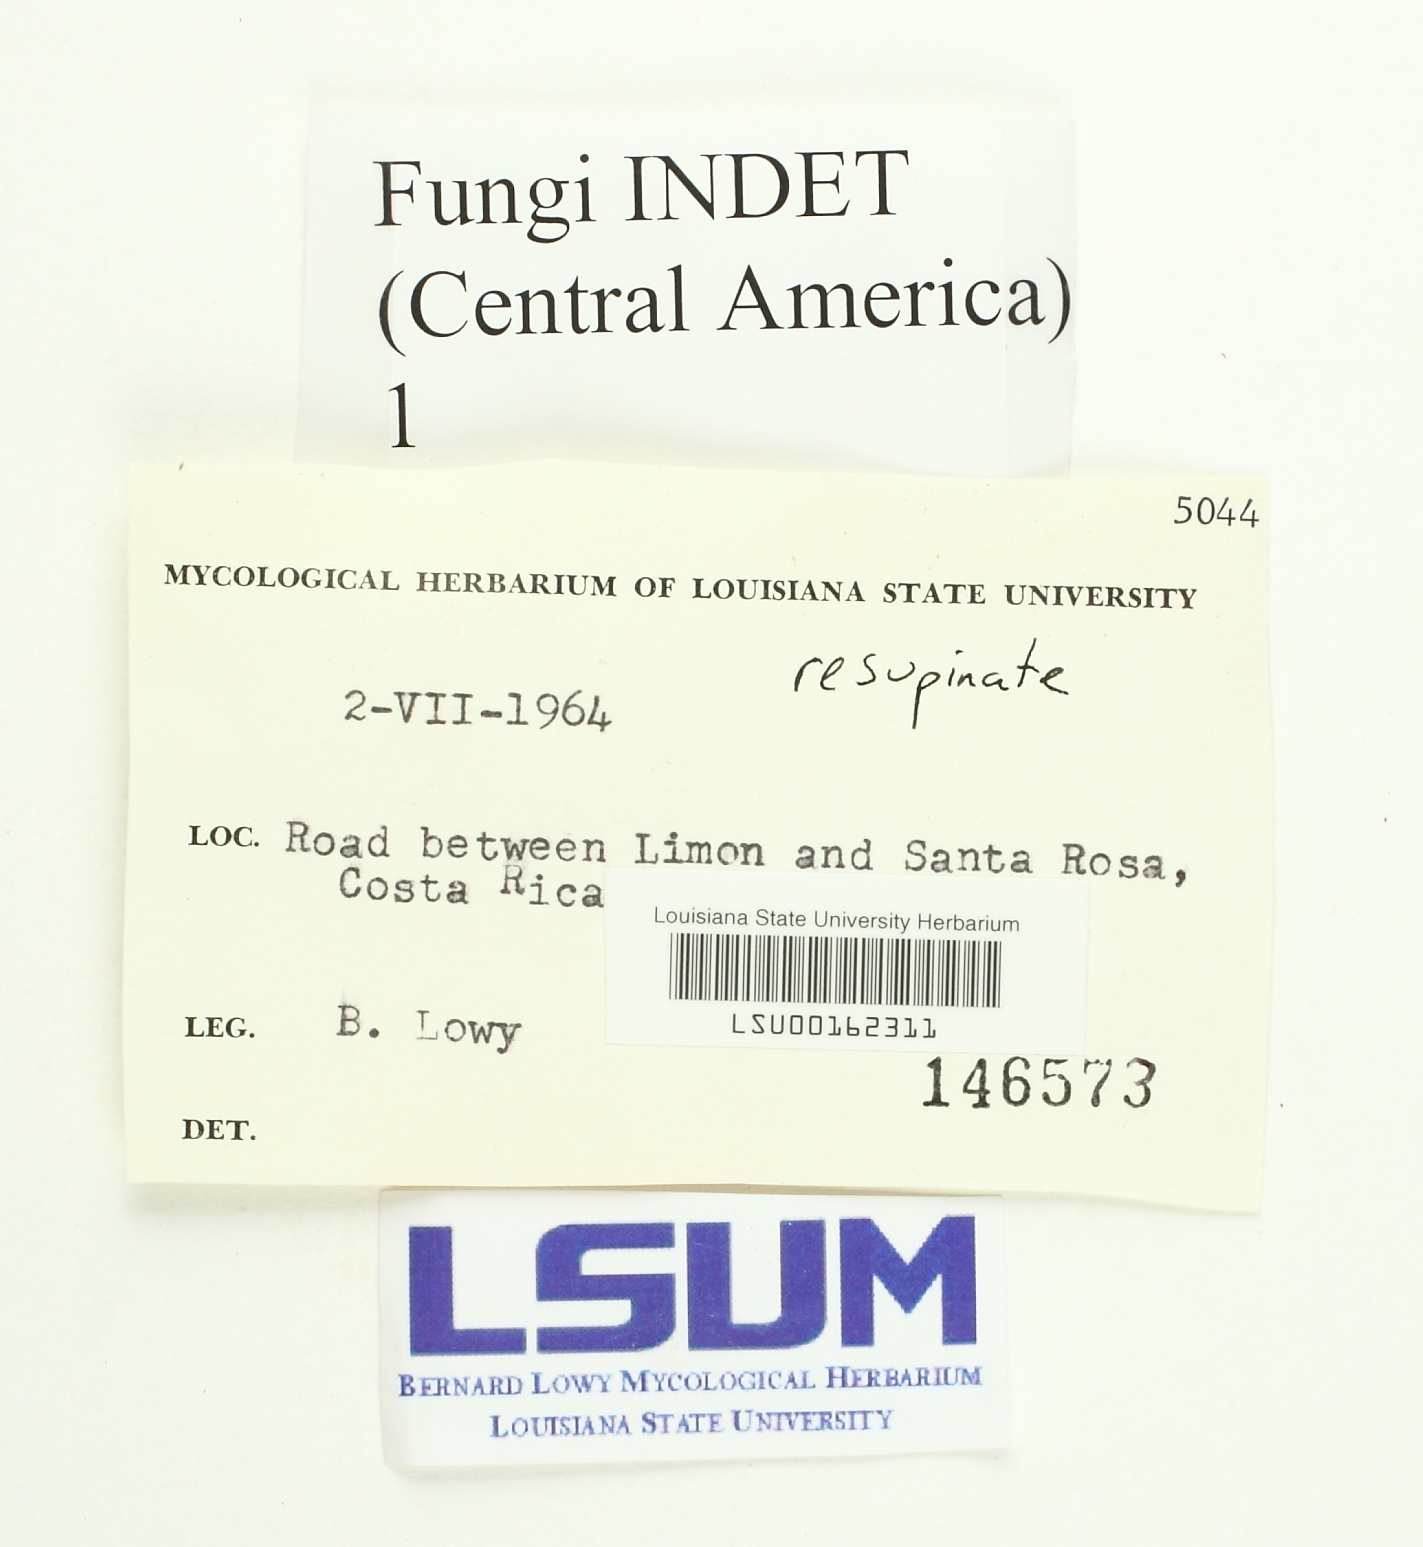 Fungi INDET
(Central America)
1
5044
MYCOLOGICAL HERBARIUM OF LOUISIANA STATE UNIVERSITY
resupinate
2-VII-1964
LOC. Road between Limon and Santa Rosa,
Costa Rica
Louisiana State University Herbarium
LSU00162311
LEG. B. Lowy
146573
DET.
LSUM
BERNARD LOWY MYCOLOGICAL HERBARIUM
LOUISIANA STATE UNIVERSITY